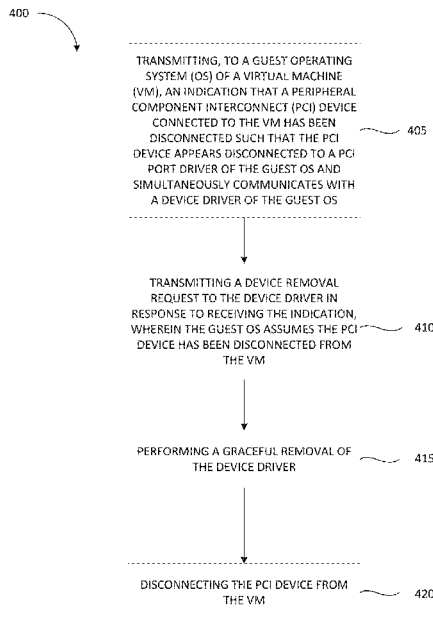 400
TRANSMITTING, TO A GUEST OPERATING
SYSTEM (OS) OF A VIRTUAL MACHINE
(VM), AN INDICATION THAT A PERIPHERAL
COMPONENT INTERCONNECT (PCI) DEVICE
CONNECTED TO THE VM HAS BEEN
DISCONNECTED SUCH THAT THE PCI
DEVICE APPEARS DISCONNECTED TO A PCI
PORT DRIVER OF THE GUEST OS AND
SIMULTANEOUSLY COMMUNICATES WITH
A DEVICE DRIVER OF THE GUEST OS
405
TRANSMITTING A DEVICE REMOVAL
REQUEST TO THE DEVICE DRIVER IN
RESPONSE TO RECEIVING THE INDICATION,
WHEREIN THE GUEST OS ASSUMES THE PCI
DEVICE HAS BEEN DISCONNECTED FROM
THE VM
410
PERFORMING A GRACEFUL REMOVAL OF
THE DEVICE DRIVER
415
DISCONNECTING THE PCI DEVICE FROM
THE VM
420